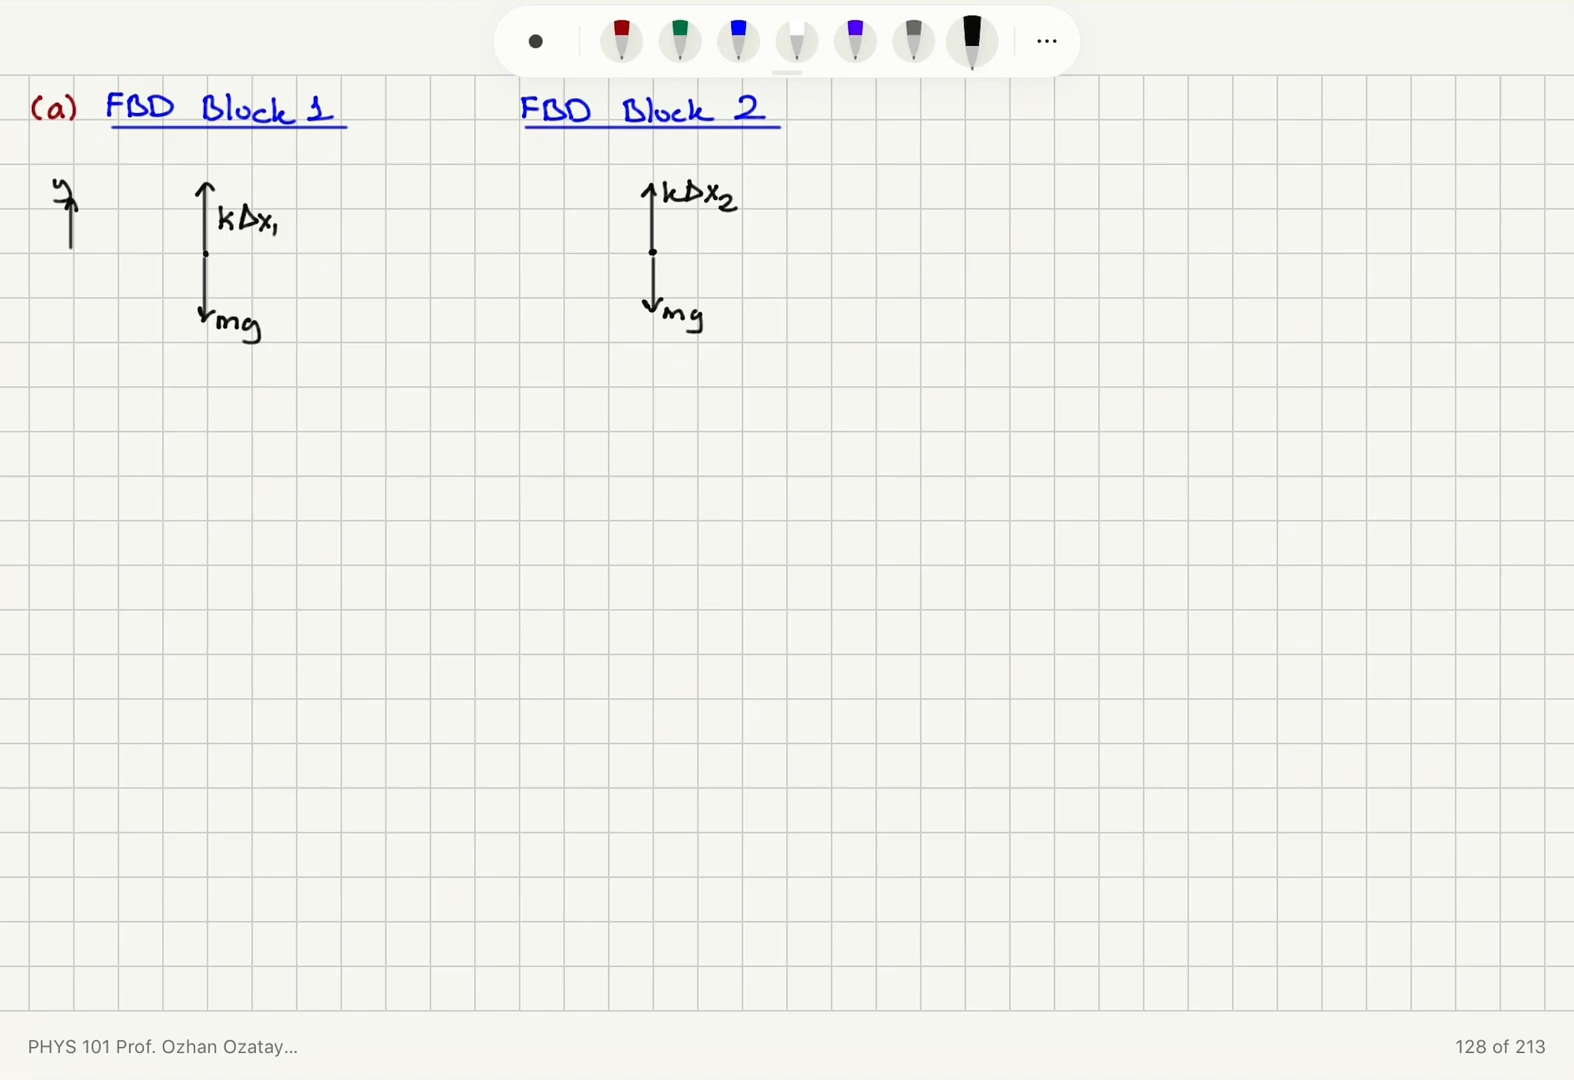 (a) FBD Block 1 FBD Block 2
y kΔx₁ kΔx₂
mg mg
PHYS 101 Prof. Ozhan Ozatay... 128 of 213